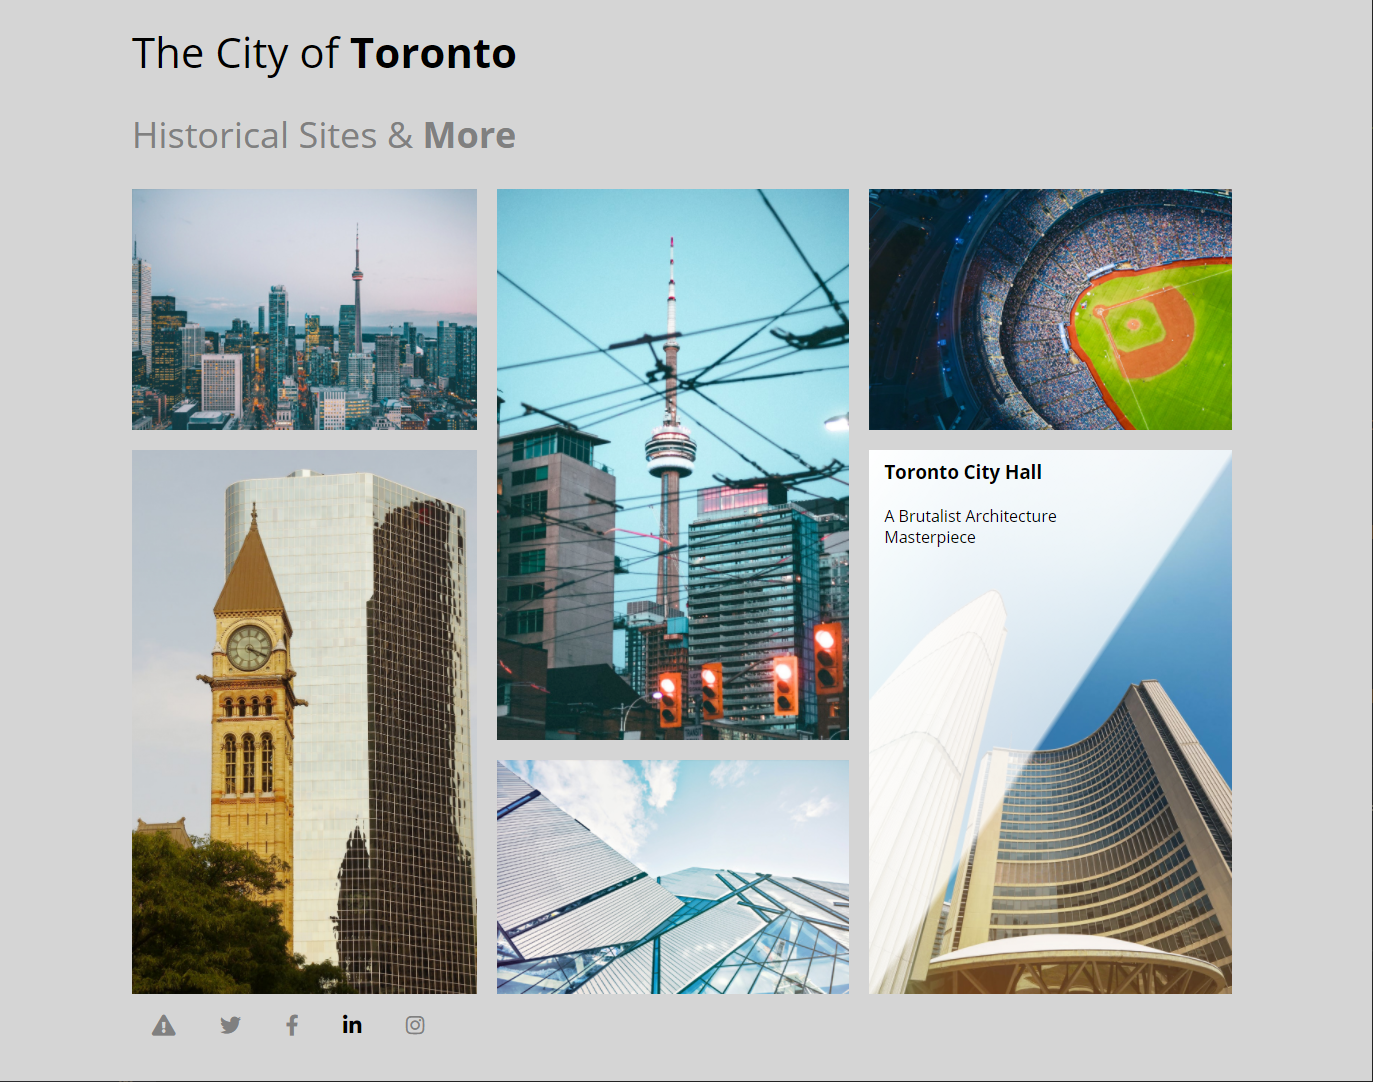 The City of Toronto
Historical Sites & More
Toronto City Hall
A Brutalist Architecture
Masterpiece
in